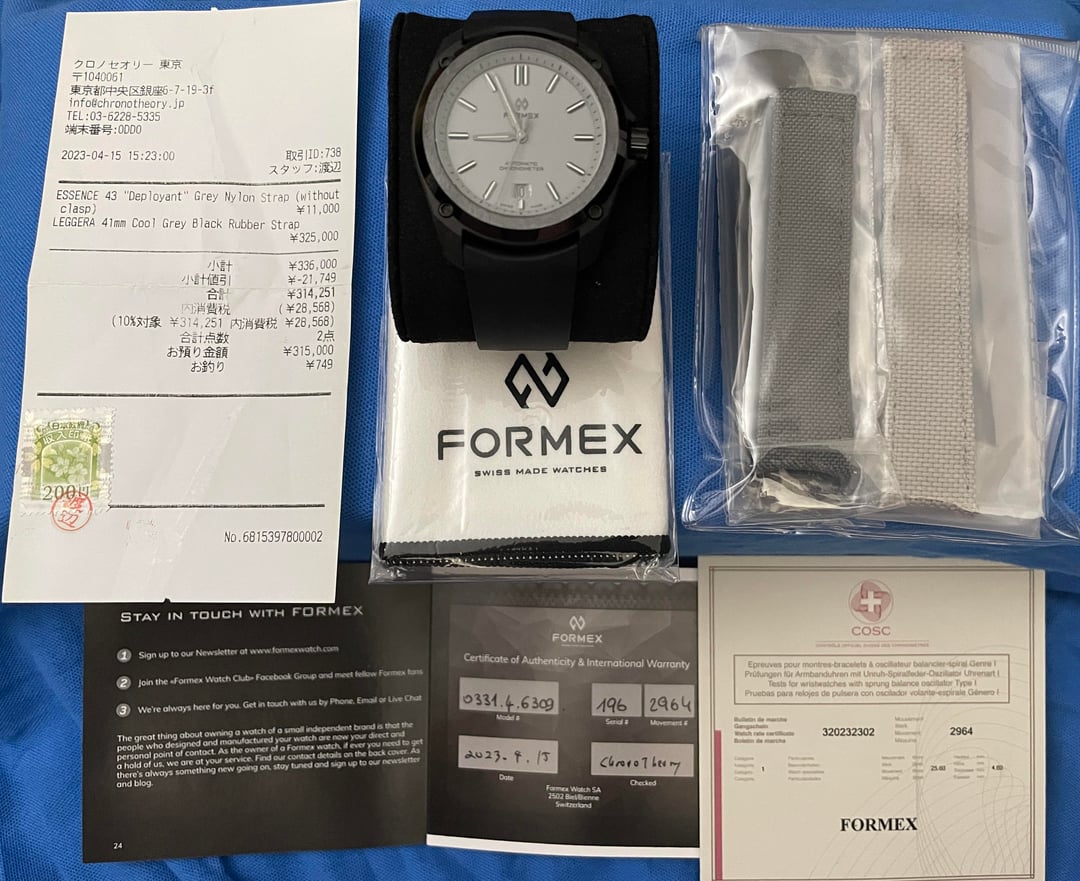 クロノセオリー 東京
〒1040061
東京都中央区銀座6-7-19-3f
info@chronotheory.jp
TEL:03-6228-5335
端末番号:0DD0
2023-04-15 15:23:00 取引ID:738
スタッフ:渡辺
ESSENCE 43 "Deployant" Grey Nylon Strap (without
clasp) ¥11,000
LEGGERA 41mm Cool Grey Black Rubber Strap
¥325,000
小計 ¥336,000
小計値引 ¥-21,749
合計 ¥314,251
内消費税 (¥28,568)
(10%対象 ¥314,251 内消費税 ¥28,568)
合計点数 2点
お預り金額 ¥315,000
お釣り ¥749
収入印紙
200円
No.6815397800002
FORMEX
AUTOMATIC
CHRONOMETER
FORMEX
SWISS MADE WATCHES
STAY IN TOUCH WITH FORMEX
1 Sign up to our Newsletter at www.formexwatch.com
2 Join the «Formex Watch Club» Facebook Group and meet fellow Formex fans
3 We're always here for you. Get in touch with us by Phone, Email or Live Chat
The great thing about owning a watch of a small independent brand is that the
people who designed and manufactured your watch are now your direct and
personal point of contact. As the owner of a Formex watch, if ever you need to get
a hold of us, we are at your service. Find our contact details on the back cover. As
there's always something new going on, stay tuned and sign up to our newsletter
and blog.
24
FORMEX
Certificate of Authenticity & International Warranty
0331.4.6309 196 2964
Model # Serial # Movement #
2023.4.15 ChronoTheory
Date Checked
Formex Watch SA
2502 Biel/Bienne
Switzerland
COSC
CONTRÔLE OFFICIEL SUISSE DES CHRONOMÈTRES
Epreuves pour montres-bracelets à oscillateur balancier-spiral Genre I
Prüfungen für Armbanduhren mit Unruh-Spiralfeder-Oszillator Uhrenart I
Tests for wristwatches with sprung balance oscillator Type I
Pruebas para relojes de pulsera con oscilador volante-espirale Género I
Bulletin de marche
Gangschein
Watch rate certificate 320232302
Boletin de marcha
Mouvement
Werk
Movement 2964
Máquina
1 25.60 4.60
FORMEX